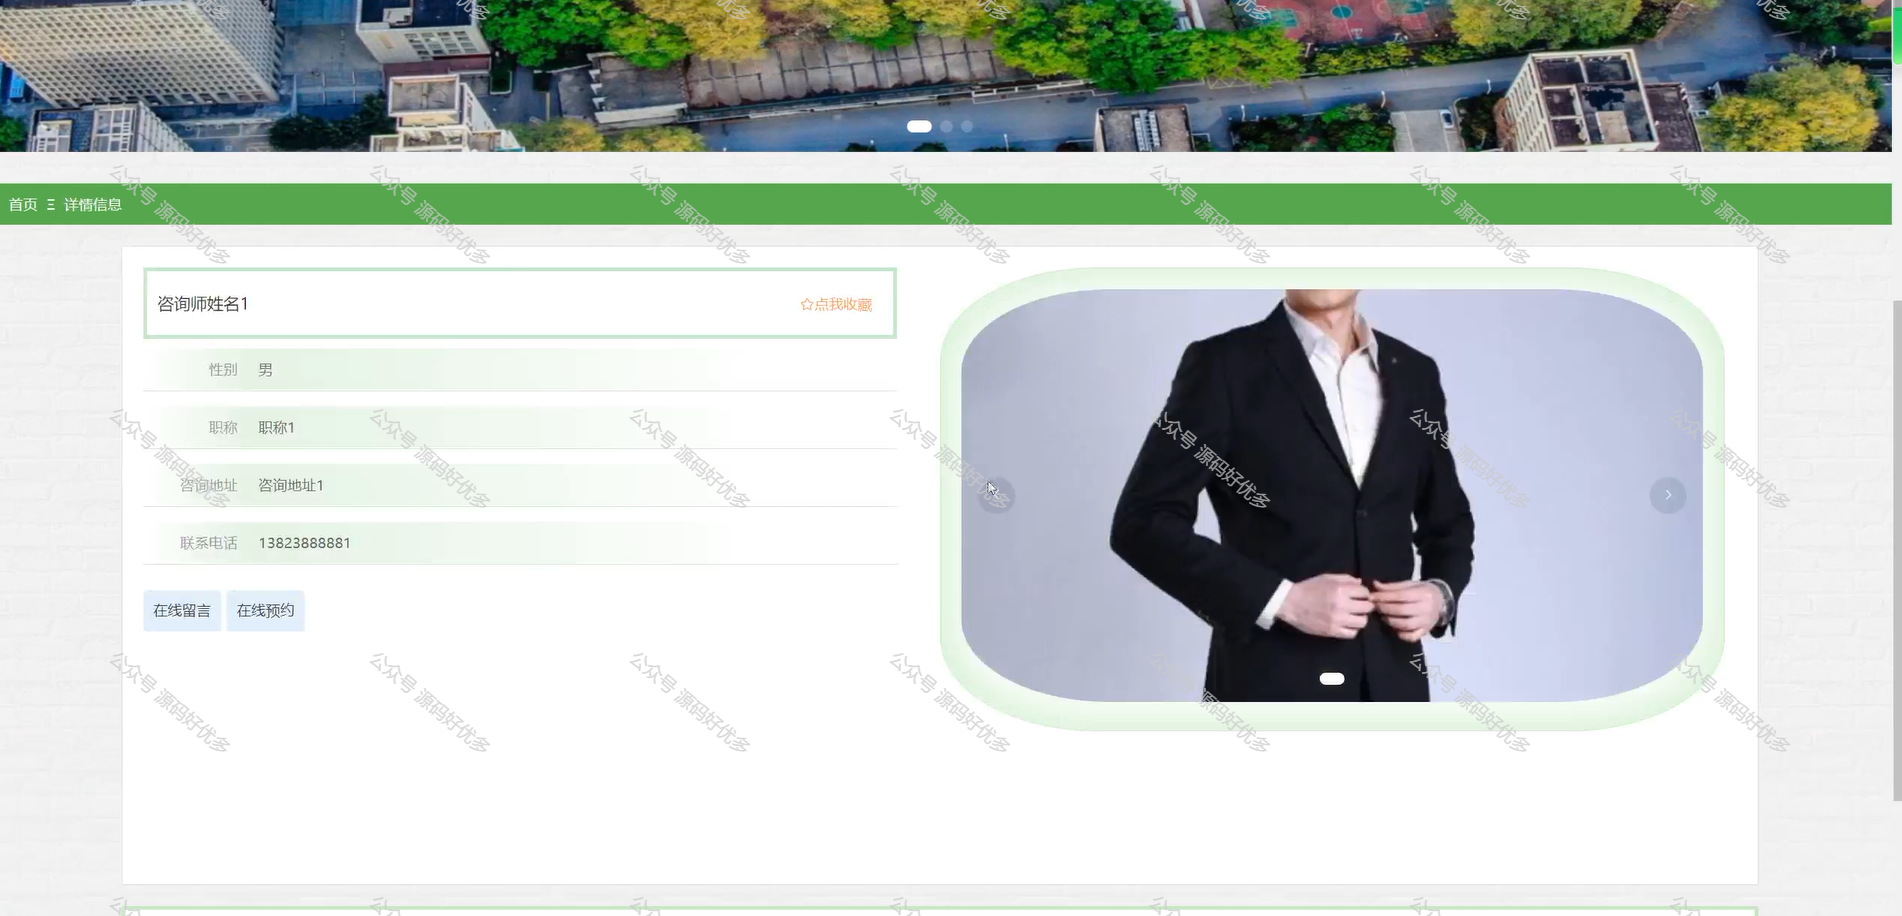 首页 Ξ 详情信息
咨询师姓名1
☆点我收藏
性别 男
职称 职称1
咨询地址 咨询地址1
联系电话 13823888881
在线留言 在线预约
公众号 源码好优多